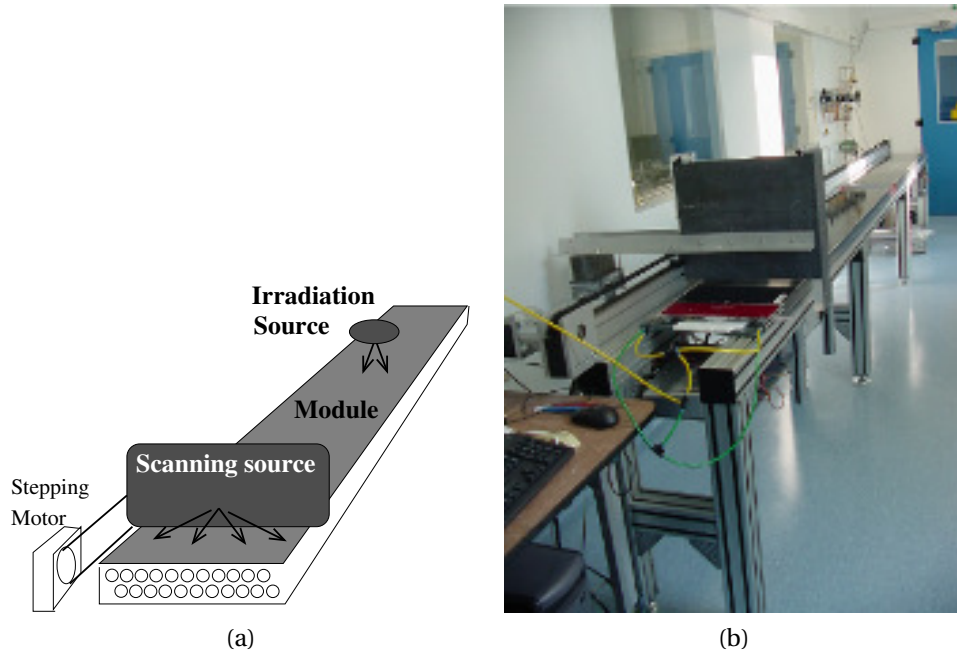 Irradiation
Source
Module
Scanning source
Stepping
Motor
(a)
(b)